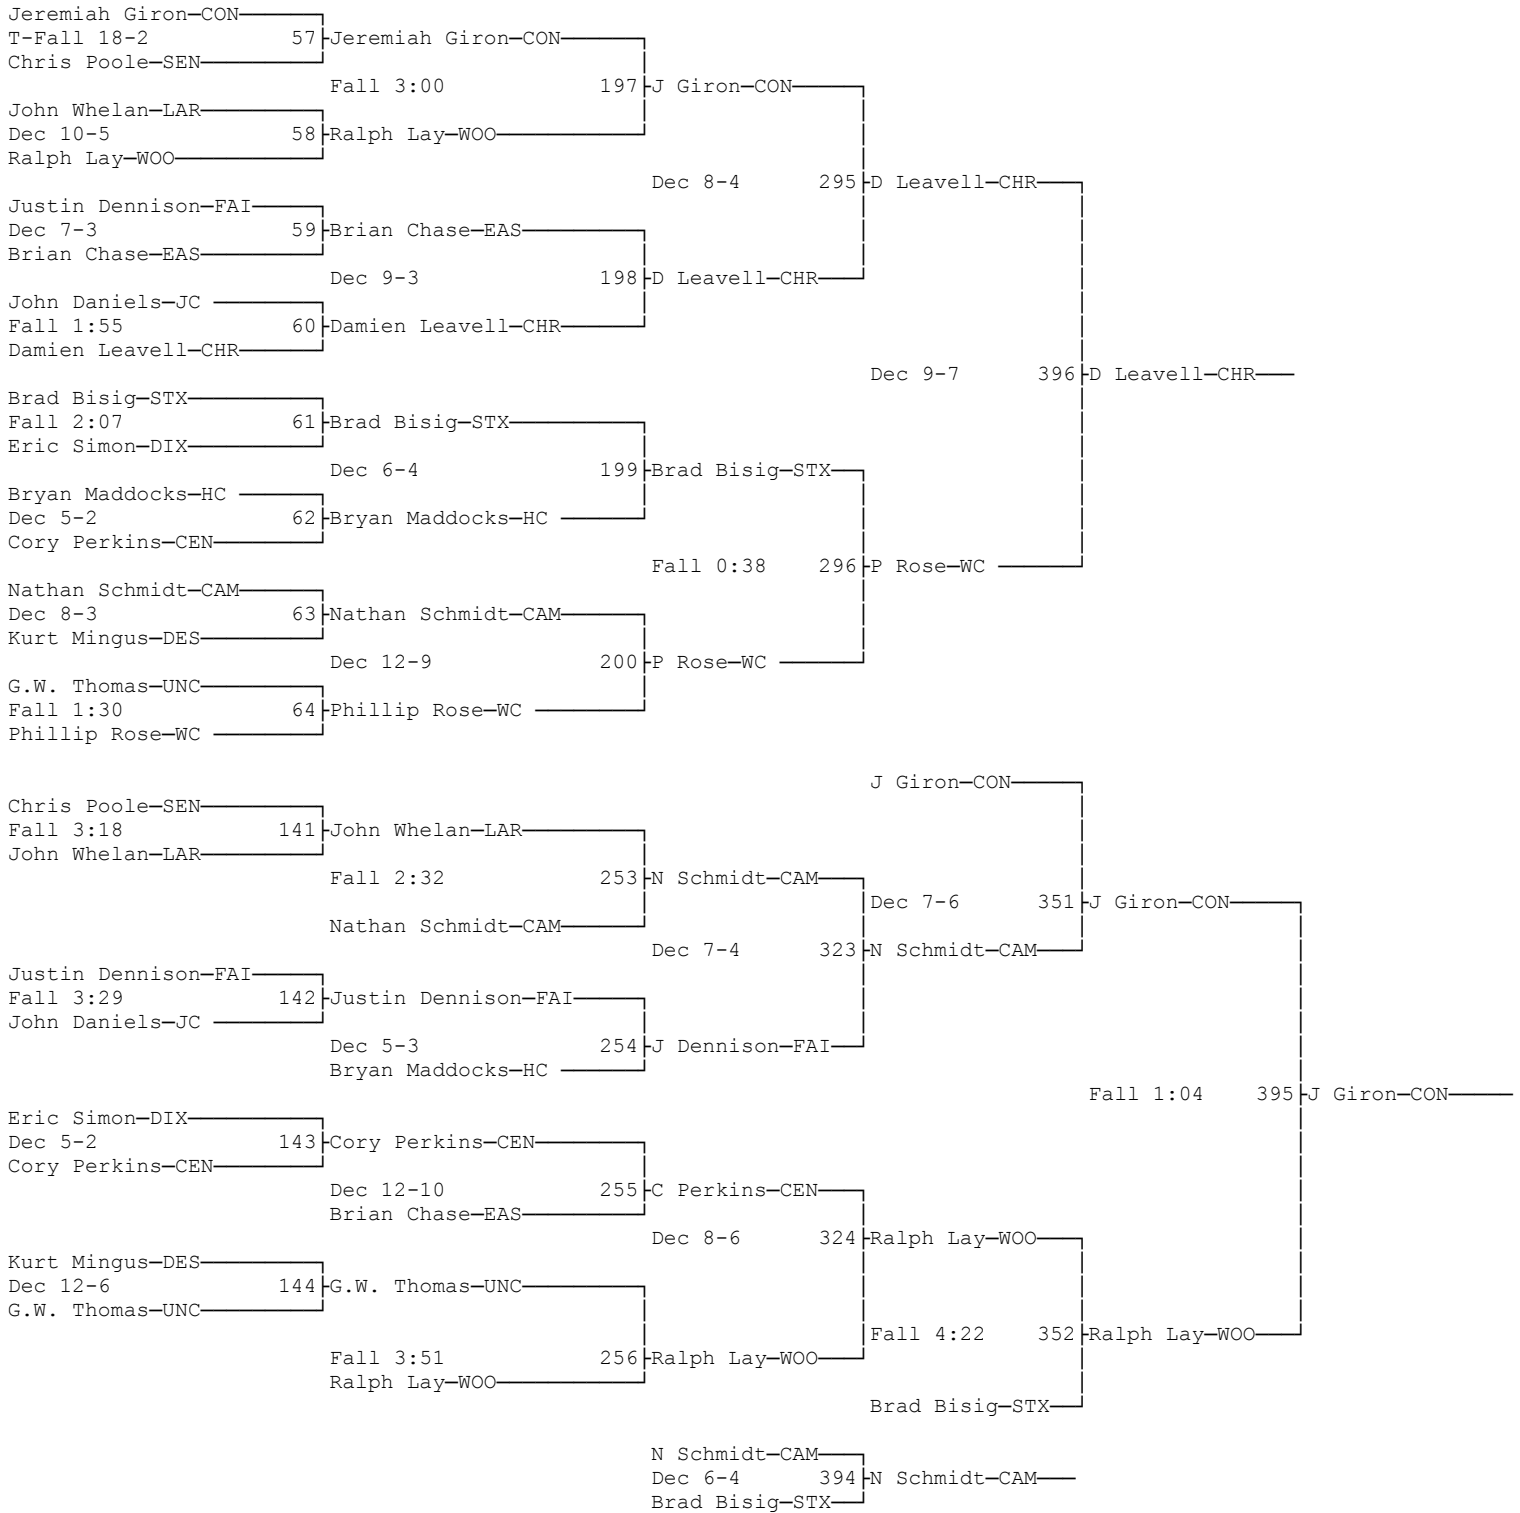 Jeremiah Giron-CON
T-Fall 18-2 57 Jeremiah Giron-CON
Chris Poole-SEN
Fall 3:00 197 J Giron-CON
John Whelan-LAR
Dec 10-5 58 Ralph Lay-WOO
Ralph Lay-WOO
Dec 8-4 295 D Leavell-CHR
Justin Dennison-FAI
Dec 7-3 59 Brian Chase-EAS
Brian Chase-EAS
Dec 9-3 198 D Leavell-CHR
John Daniels-JC
Fall 1:55 60 Damien Leavell-CHR
Damien Leavell-CHR
Dec 9-7 396 D Leavell-CHR
Brad Bisig-STX
Fall 2:07 61 Brad Bisig-STX
Eric Simon-DIX
Dec 6-4 199 Brad Bisig-STX
Bryan Maddocks-HC
Dec 5-2 62 Bryan Maddocks-HC
Cory Perkins-CEN
Fall 0:38 296 P Rose-WC
Nathan Schmidt-CAM
Dec 8-3 63 Nathan Schmidt-CAM
Kurt Mingus-DES
Dec 12-9 200 P Rose-WC
G.W. Thomas-UNC
Fall 1:30 64 Phillip Rose-WC
Phillip Rose-WC
J Giron-CON
Chris Poole-SEN
Fall 3:18 141 John Whelan-LAR
John Whelan-LAR
Fall 2:32 253 N Schmidt-CAM
Dec 7-6 351 J Giron-CON
Nathan Schmidt-CAM
Dec 7-4 323 N Schmidt-CAM
Justin Dennison-FAI
Fall 3:29 142 Justin Dennison-FAI
John Daniels-JC
Dec 5-3 254 J Dennison-FAI
Bryan Maddocks-HC
Fall 1:04 395 J Giron-CON
Eric Simon-DIX
Dec 5-2 143 Cory Perkins-CEN
Cory Perkins-CEN
Dec 12-10 255 C Perkins-CEN
Brian Chase-EAS
Dec 8-6 324 Ralph Lay-WOO
Kurt Mingus-DES
Dec 12-6 144 G.W. Thomas-UNC
G.W. Thomas-UNC
Fall 4:22 352 Ralph Lay-WOO
Fall 3:51 256 Ralph Lay-WOO
Ralph Lay-WOO
Brad Bisig-STX
N Schmidt-CAM
Dec 6-4 394 N Schmidt-CAM
Brad Bisig-STX